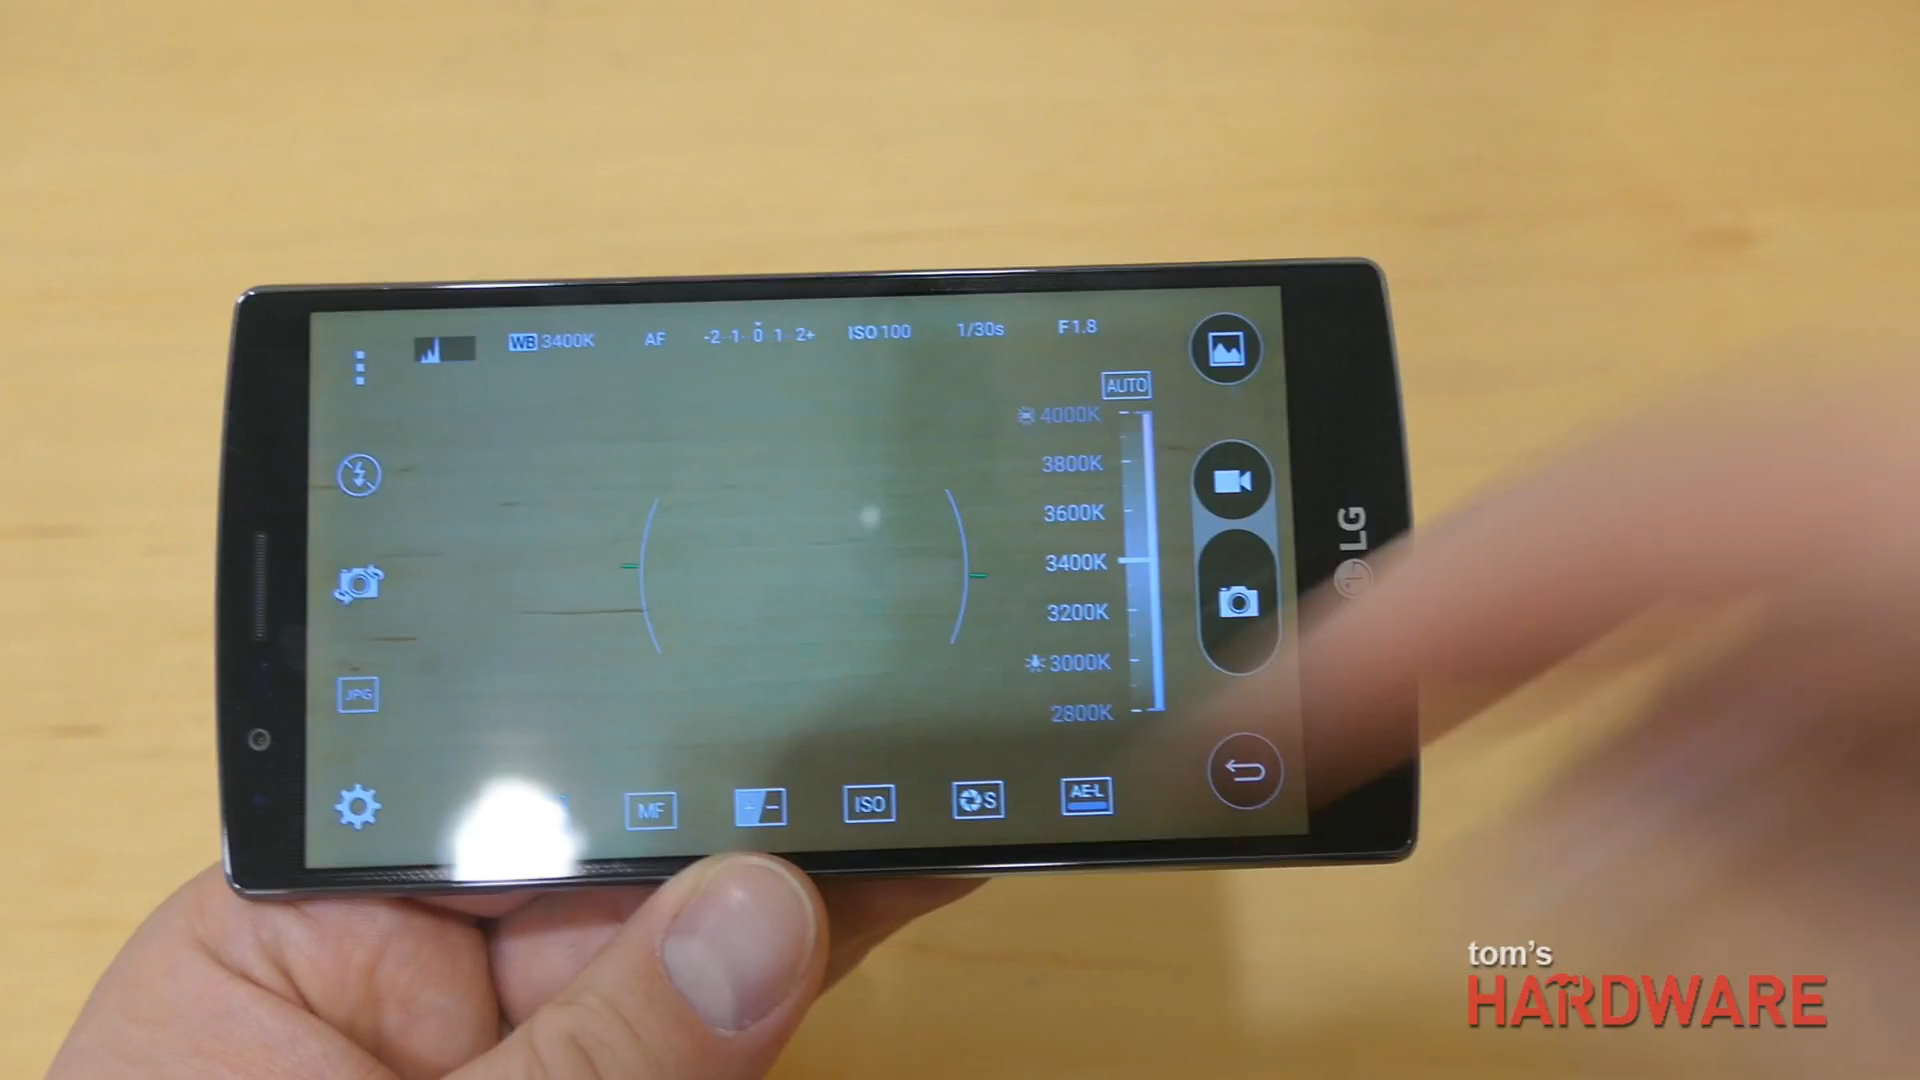 WB 3400K AF -2 1 0 1 2+ ISO 100 1/30s F1.8
AUTO
4000K
3800K
3600K
3400K
3200K
3000K
2800K
JPG
MF
+ -
ISO
S
AE-L
LG
tom's
HARDWARE